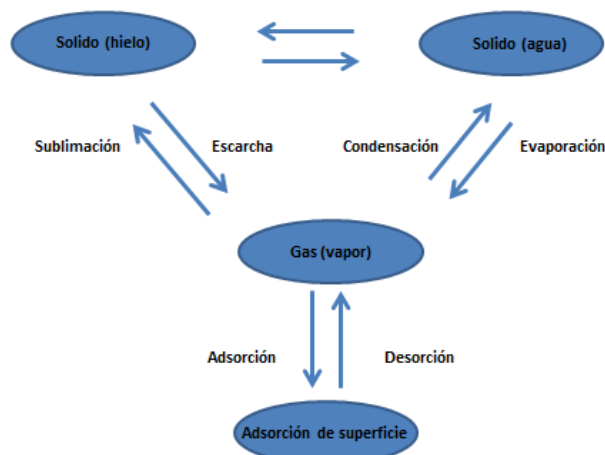 Solido (hielo)
Solido (agua)
Sublimación
Escarcha
Condensación
Evaporación
Gas (vapor)
Adsorción
Desorción
Adsorción de superficie